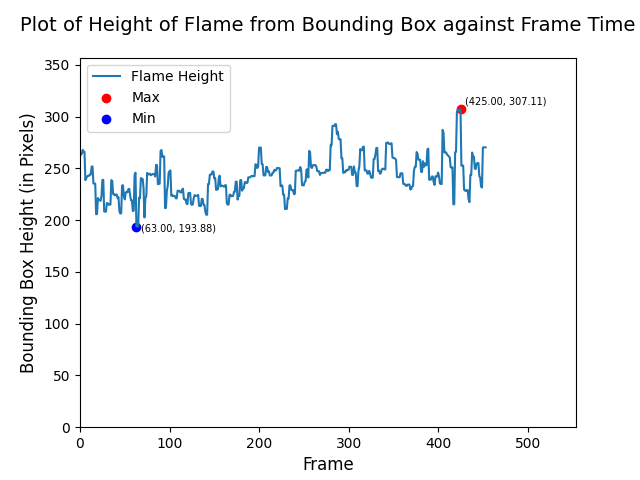 Plot of Height of Flame from Bounding Box against Frame Time
Flame Height
Max
Min
(425.00, 307.11)
(63.00, 193.88)
350
300
250
200
150
100
50
0
0 100 200 300 400 500
Bounding Box Height (in Pixels)
Frame